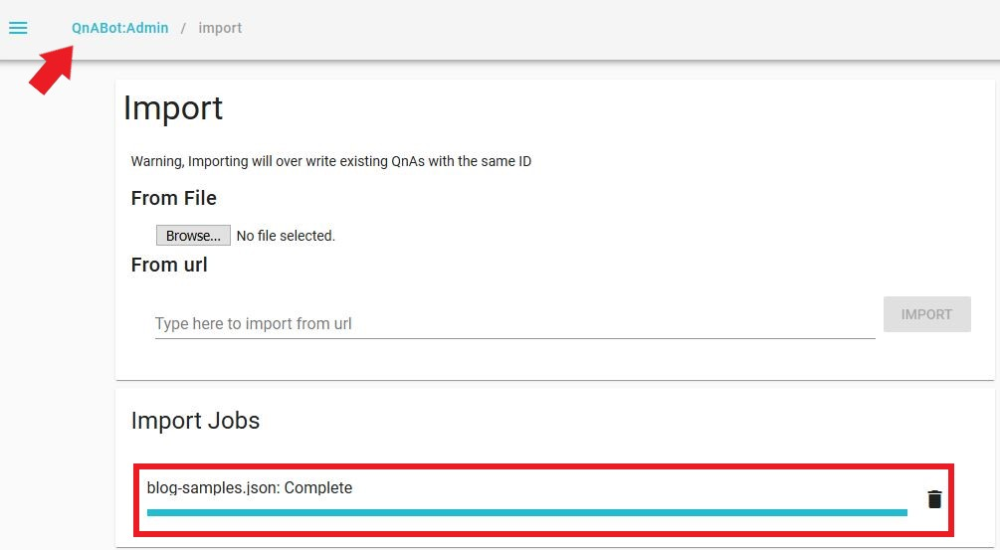 QnABot:Admin / import
Import
Warning, Importing will over write existing QnAs with the same ID
From File
Browse... No file selected.
From url
Type here to import from url
IMPORT
Import Jobs
blog-samples.json: Complete